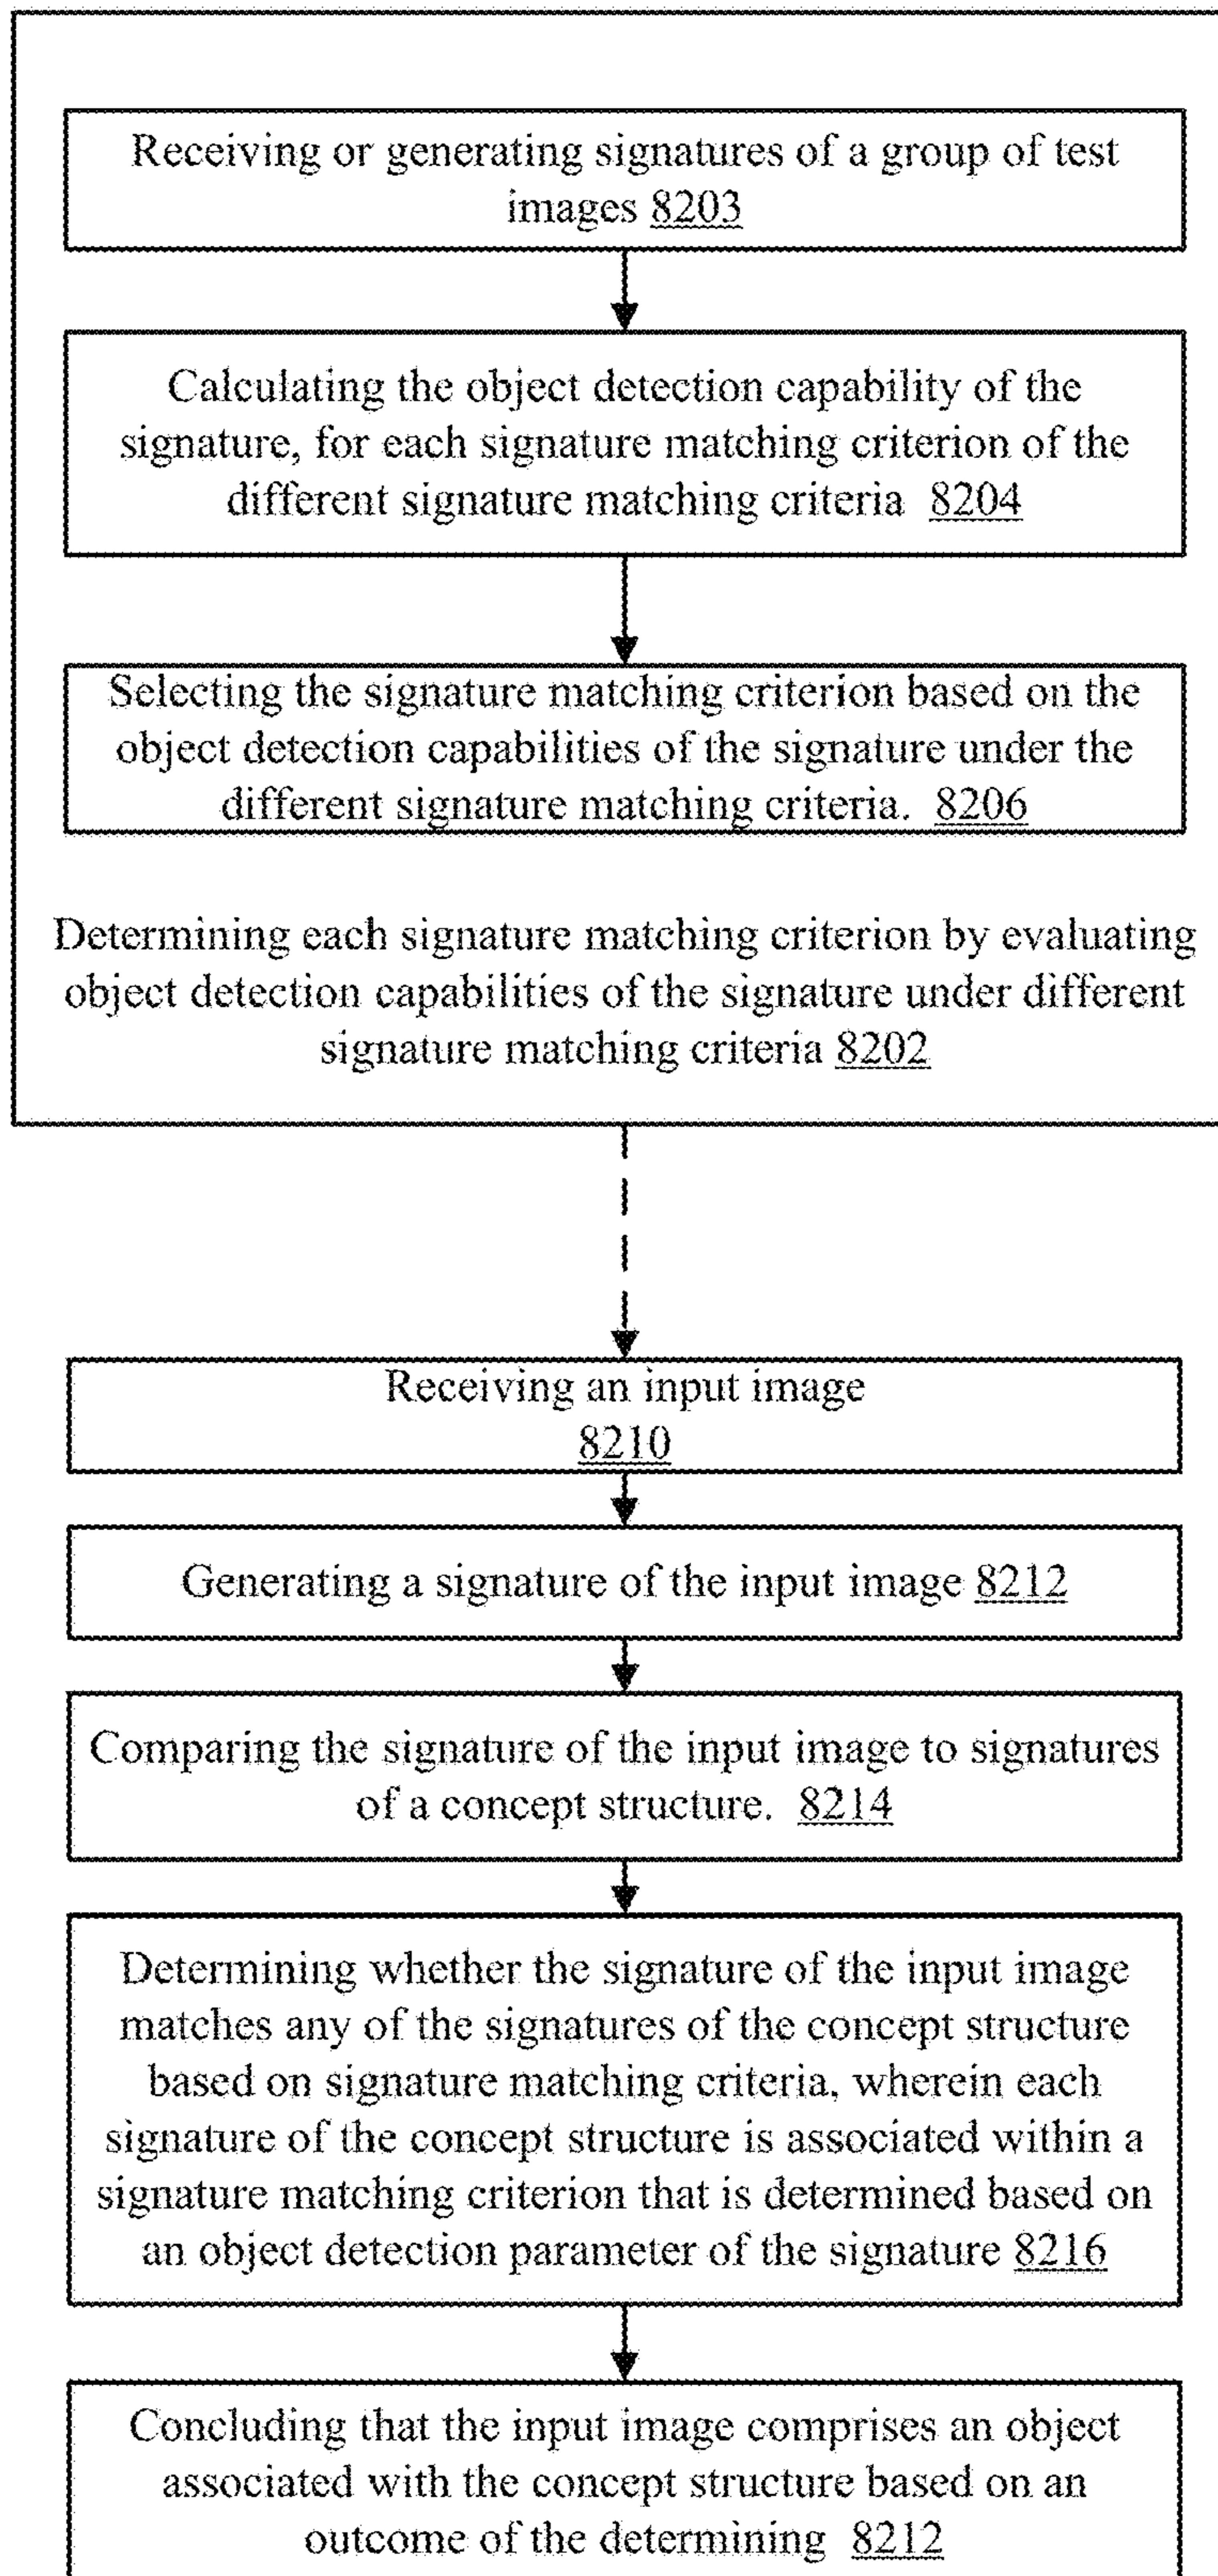 Receiving or generating signatures of a group of test
images 8203
Calculating the object detection capability of the
signature, for each signature matching criterion of the
different signature matching criteria 8204
Selecting the signature matching criterion based on the
object detection capabilities of the signature under the
different signature matching criteria. 8206
Determining each signature matching criterion by evaluating
object detection capabilities of the signature under different
signature matching criteria 8202
Receiving an input image
8210
Generating a signature of the input image 8212
Comparing the signature of the input image to signatures
of a concept structure. 8214
Determining whether the signature of the input image
matches any of the signatures of the concept structure
based on signature matching criteria, wherein each
signature of the concept structure is associated within a
signature matching criterion that is determined based on
an object detection parameter of the signature 8216
Concluding that the input image comprises an object
associated with the concept structure based on an
outcome of the determining 8212